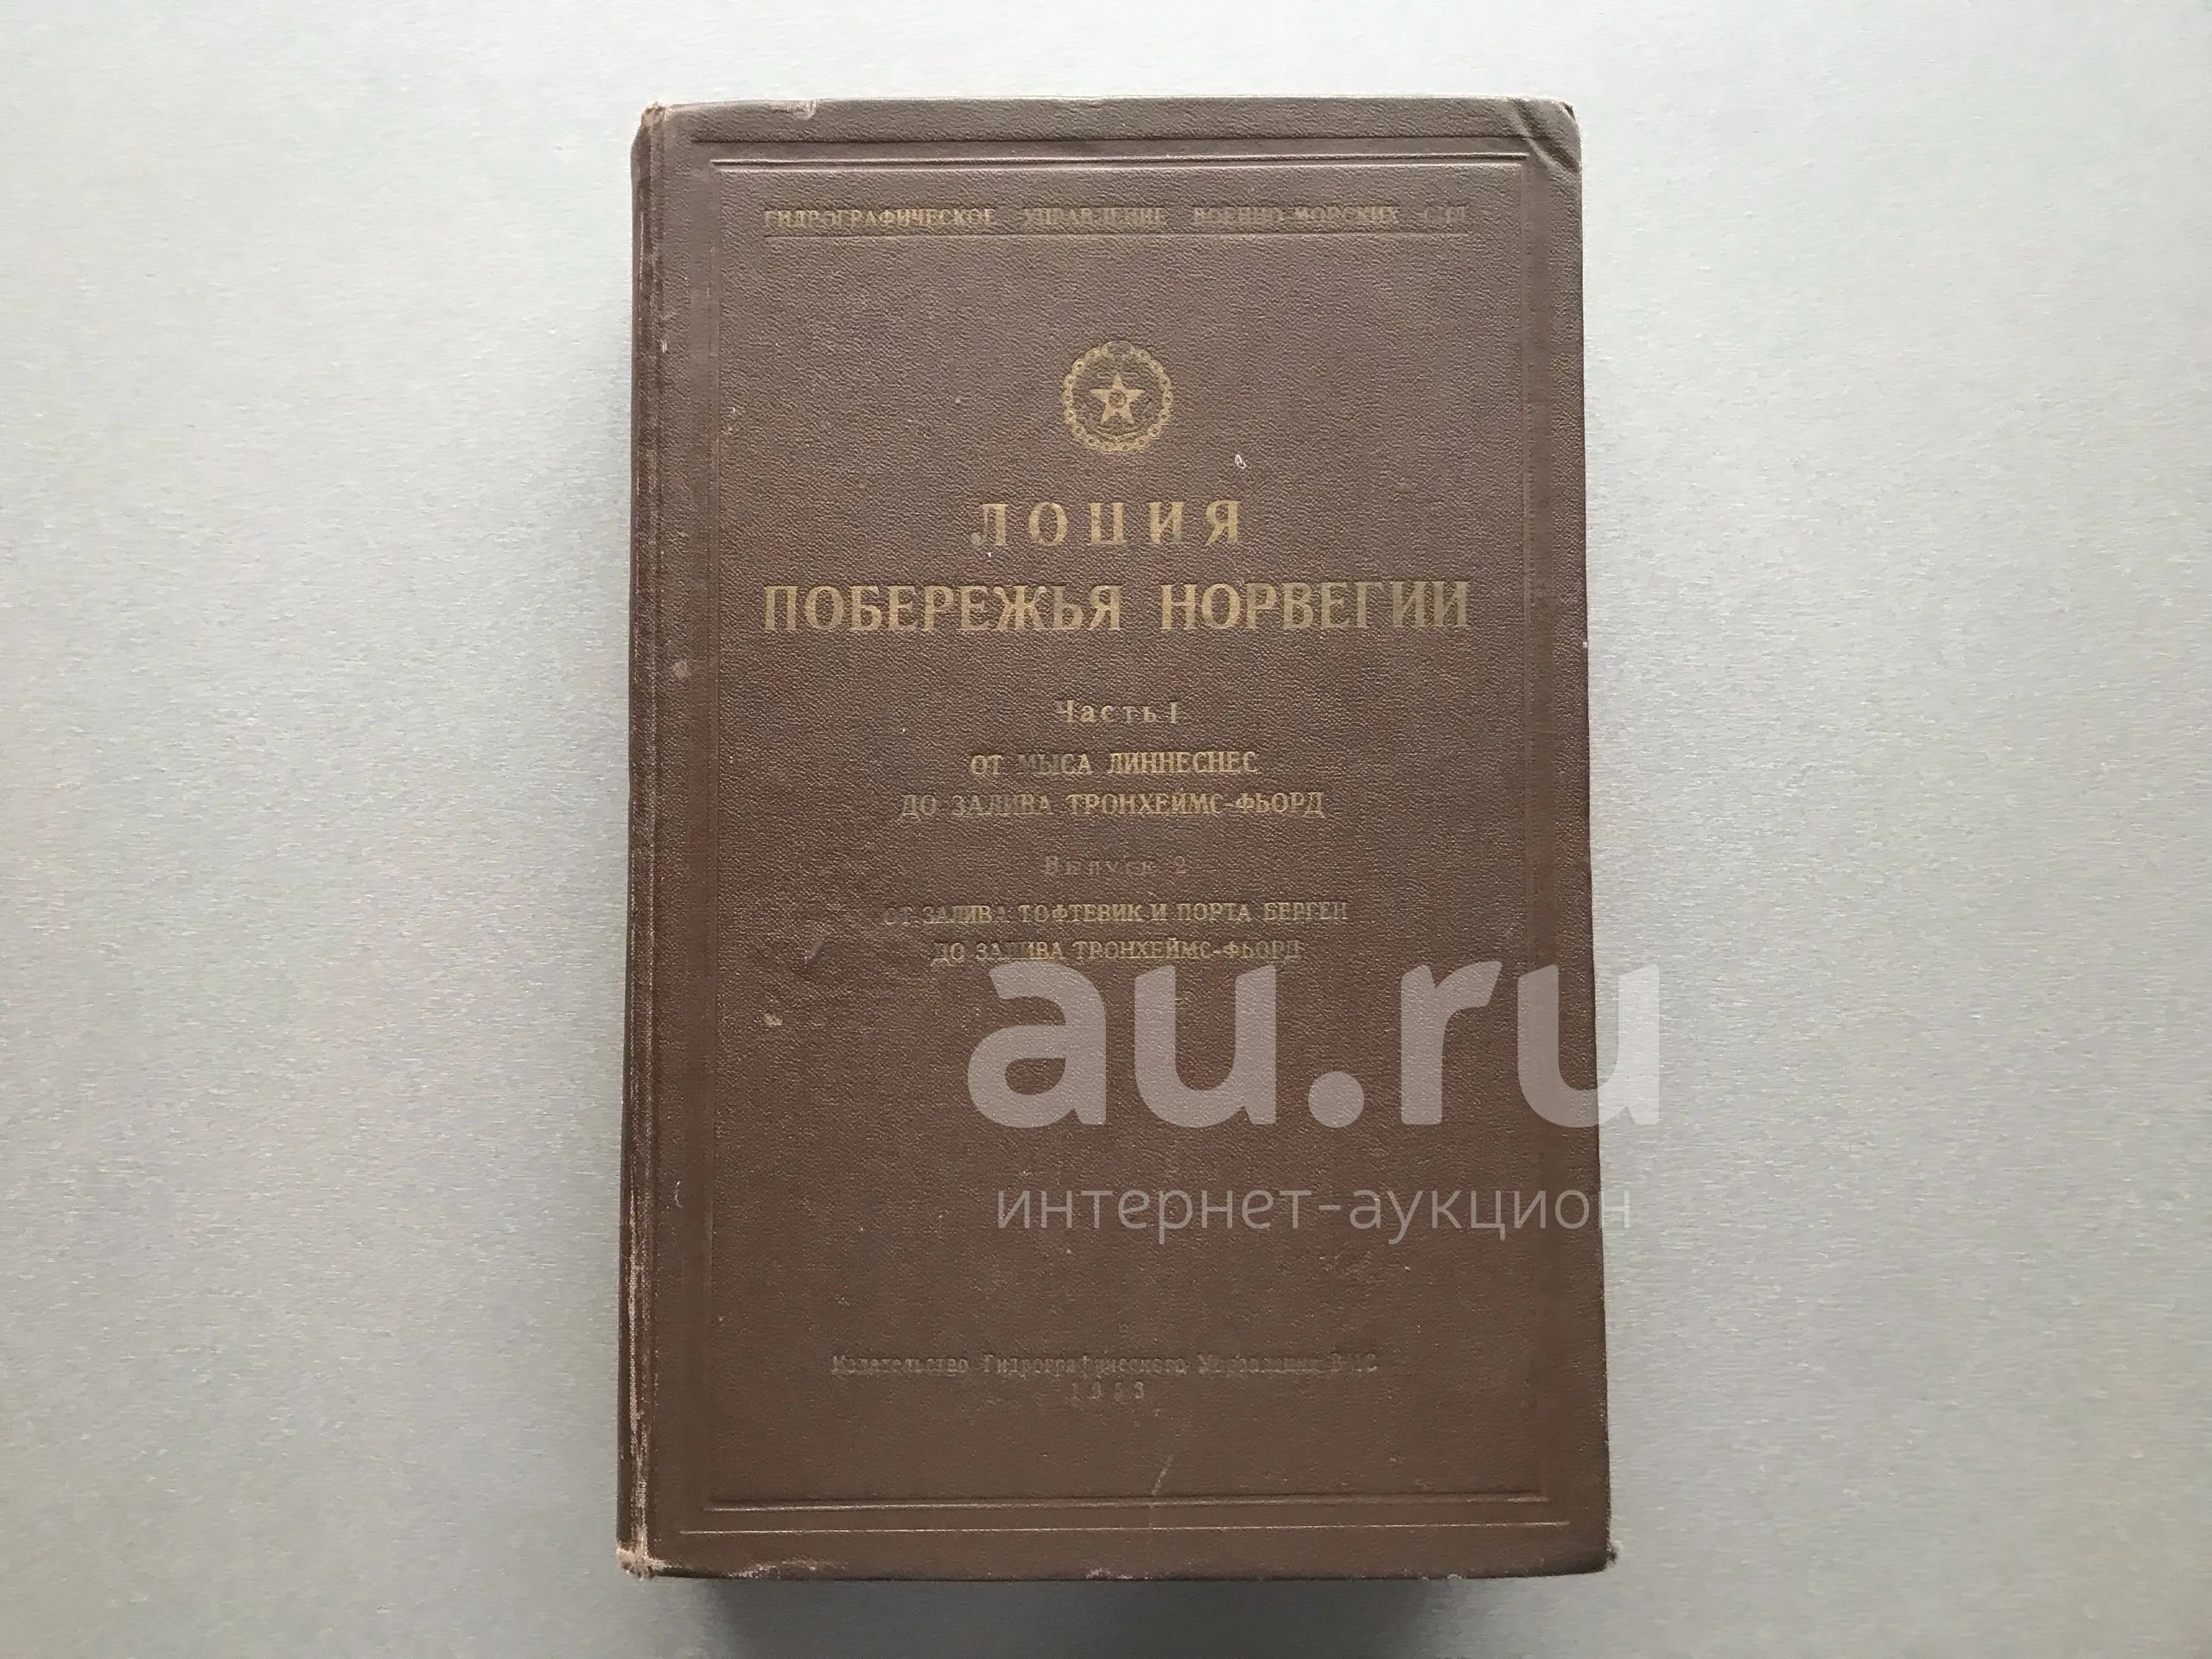 ГИДРОГРАФИЧЕСКОЕ УПРАВЛЕНИЕ ВОЕННО-МОРСКИХ СИЛ
ЛОЦИЯ
ПОБЕРЕЖЬЯ НОРВЕГИИ
Часть I
ОТ МЫСА ЛИННЕСНЕС
ДО ЗАЛИВА ТРОНХЕЙМС-ФЬОРД
Выпуск 2
ОТ ЗАЛИВА ТОФТЕВИК И ПОРТА БЕРГЕН
ДО ЗАЛИВА ТРОНХЕЙМС-ФЬОРД
au.ru
интернет-аукцион
Издательство Гидрографического Управления ВМС
1953